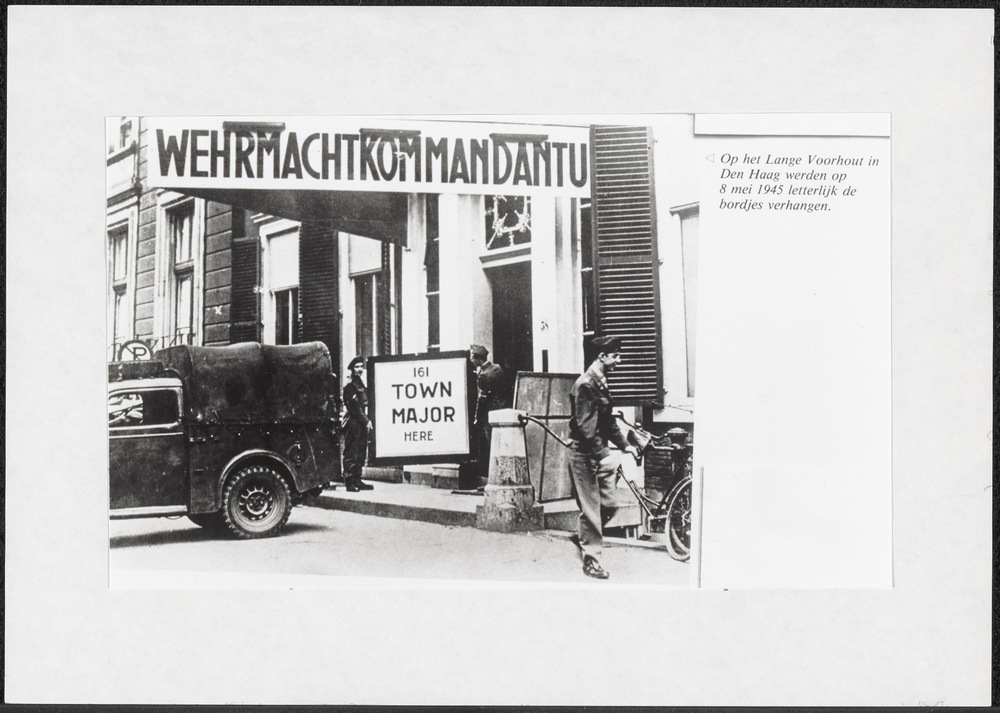 WEHRMACHTKOMMANDANTU
P
161
TOWN
MAJOR
HERE
38
Op het Lange Voorhout in
Den Haag werden op
8 mei 1945 letterlijk de
bordjes verhangen.